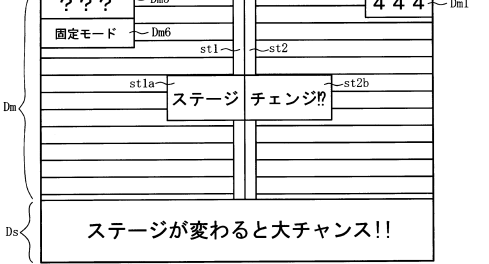 ??? Dm5
444 Dm1
固定モード Dm6
st1 st2
st1a ステージ チェンジ!? st2b
Dm
Ds ステージが変わると大チャンス!!